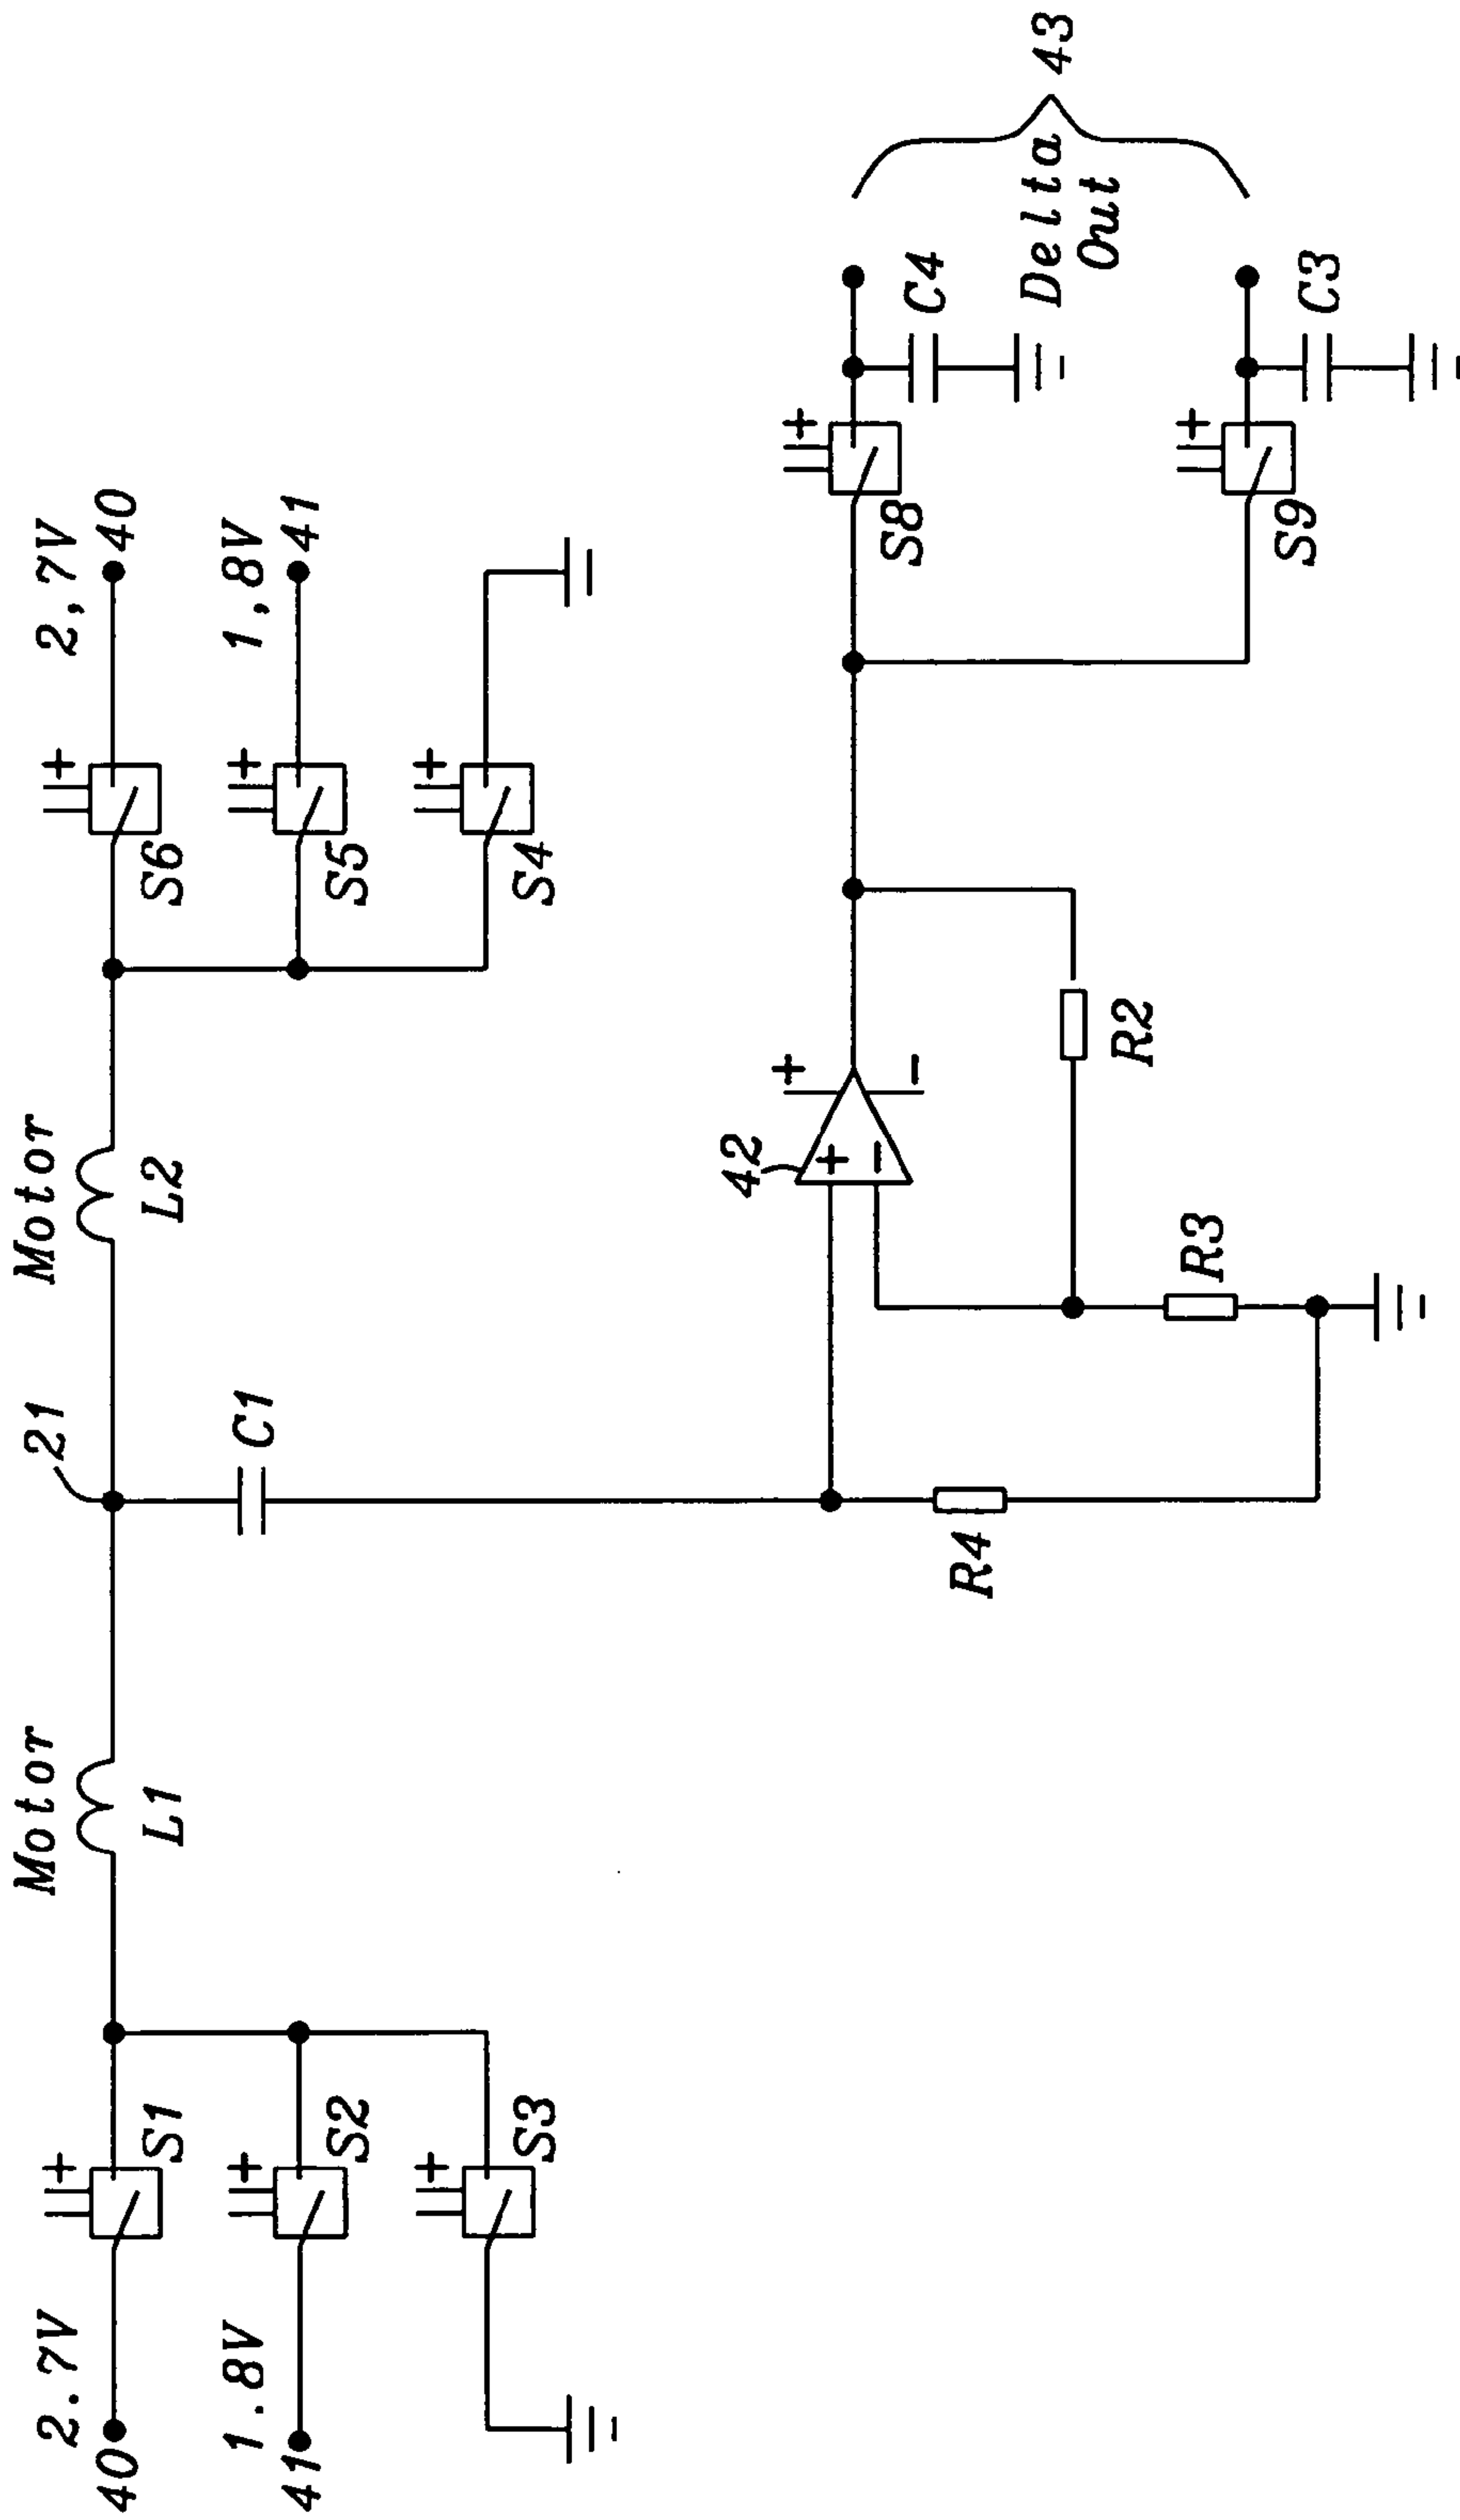 Motor
Motor
2.7V
40
S1
L1
21
L2
S6
2,7V
40
C1
1.8V
41
S2
S5
1,8V
41
S3
S4
42
+
-
+
-
R4
R3
R2
S8
+
C4
Delta
Out
43
S9
+
C3
+
+
+
+
+
+